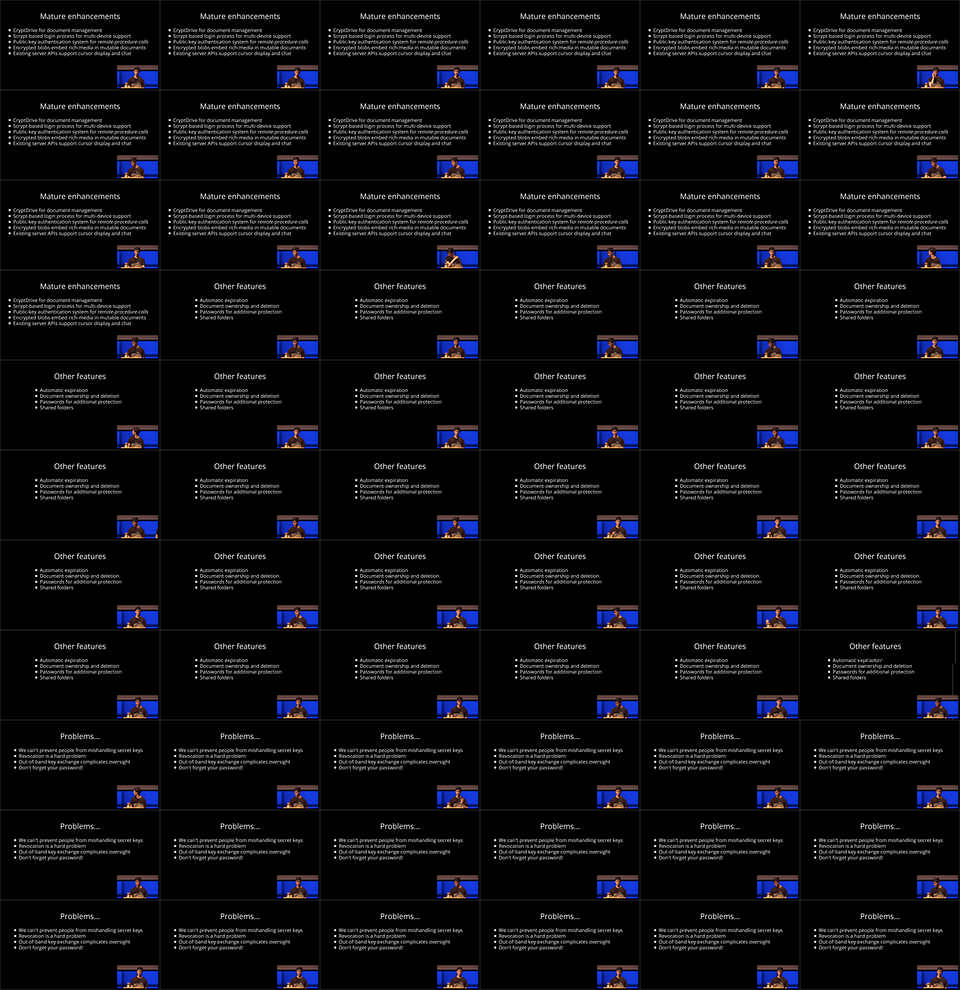 Mature enhancements
CryptDrive for document management
Scrypt-based login process for multi-device support
Public-key authentication system for remote-procedure-calls
Encrypted blobs embed rich-media in mutable documents
Existing server APIs support cursor display and chat
Other features
Automatic expiration
Document ownership and deletion
Passwords for additional protection
Shared folders
Problems...
We can't prevent people from mishandling secret keys
Revocation is a hard problem
Out of band key exchange complicates oversight
Don't forget your password!